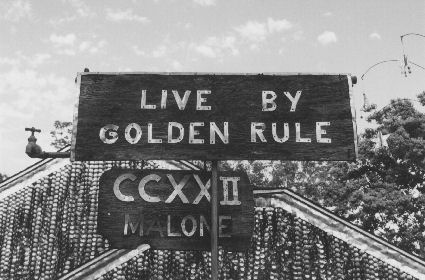 LIVE BY
GOLDEN RULE
CCXXII
MALONE